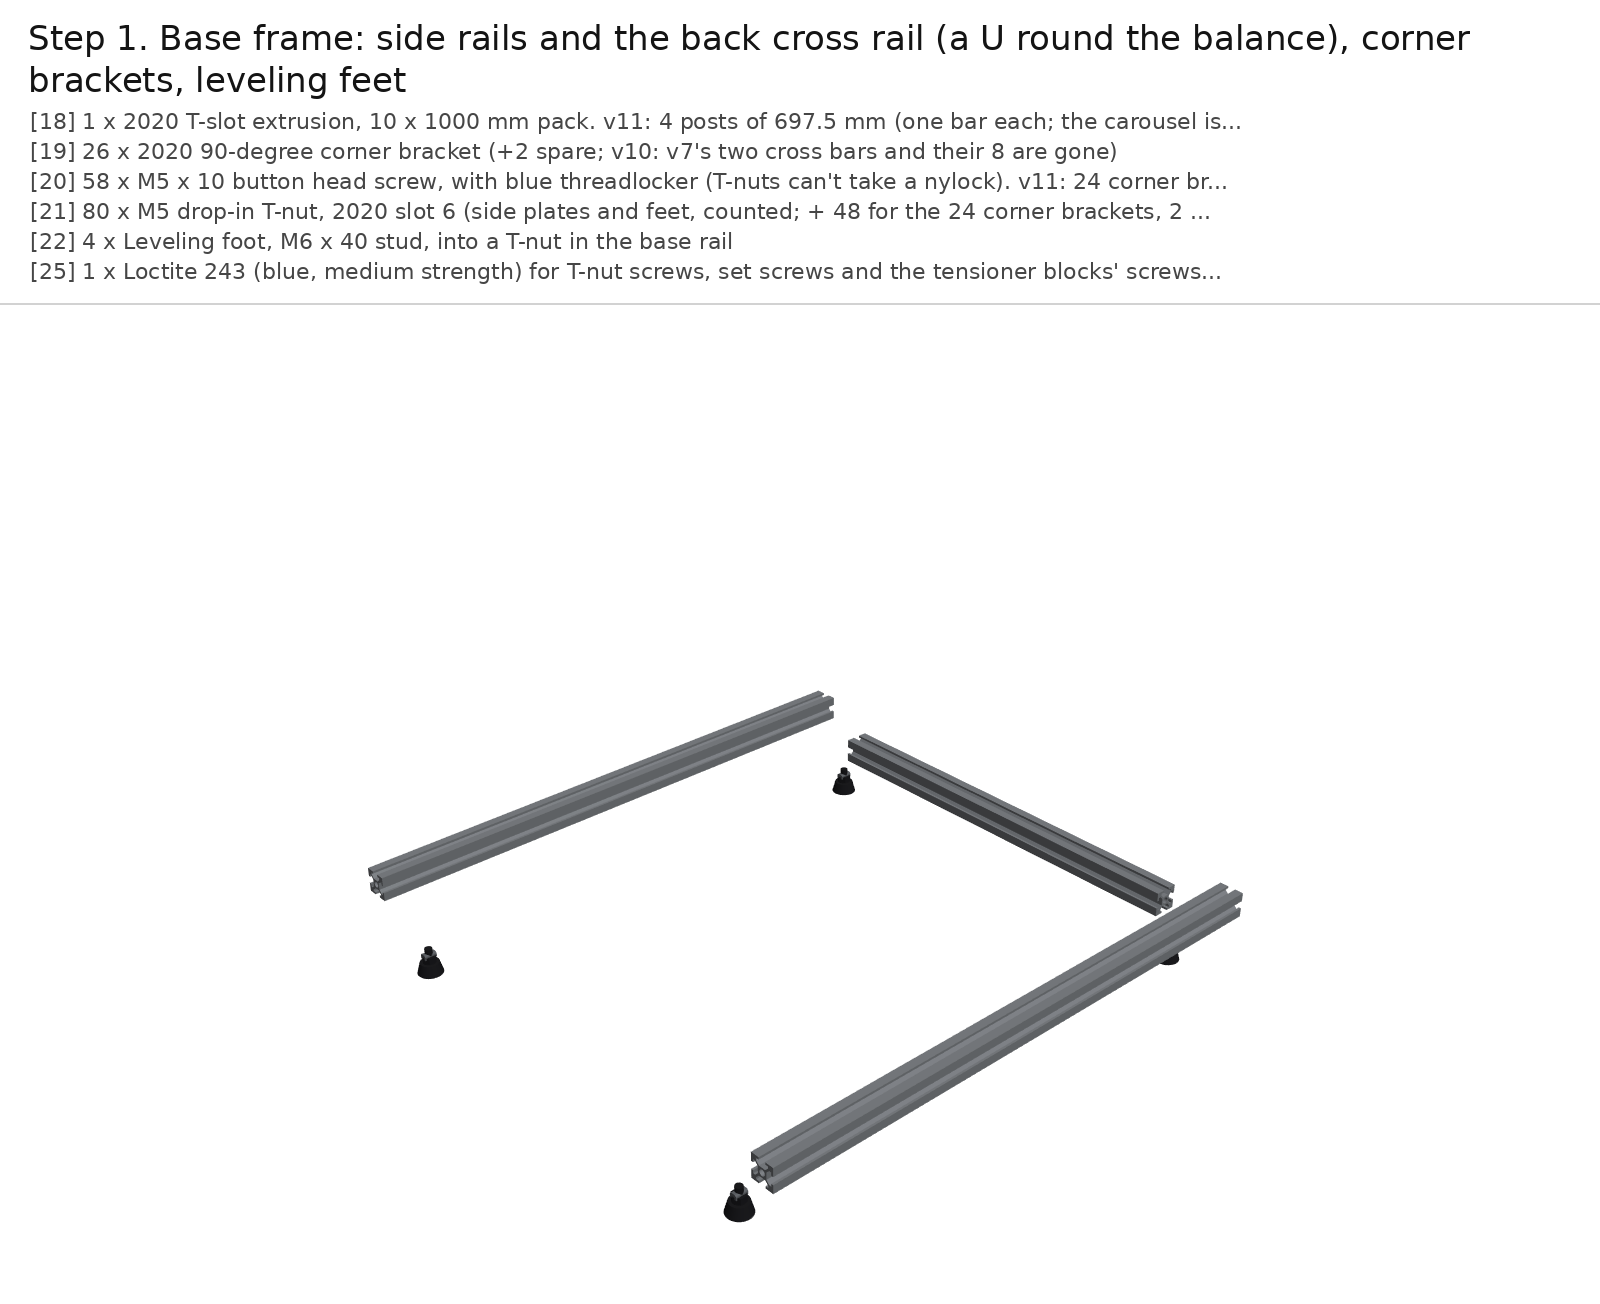 Step 1. Base frame: side rails and the back cross rail (a U round the balance), corner
brackets, leveling feet
[18] 1 x 2020 T-slot extrusion, 10 x 1000 mm pack. v11: 4 posts of 697.5 mm (one bar each; the carousel is...
[19] 26 x 2020 90-degree corner bracket (+2 spare; v10: v7's two cross bars and their 8 are gone)
[20] 58 x M5 x 10 button head screw, with blue threadlocker (T-nuts can't take a nylock). v11: 24 corner br...
[21] 80 x M5 drop-in T-nut, 2020 slot 6 (side plates and feet, counted; + 48 for the 24 corner brackets, 2 ...
[22] 4 x Leveling foot, M6 x 40 stud, into a T-nut in the base rail
[25] 1 x Loctite 243 (blue, medium strength) for T-nut screws, set screws and the tensioner blocks' screws...